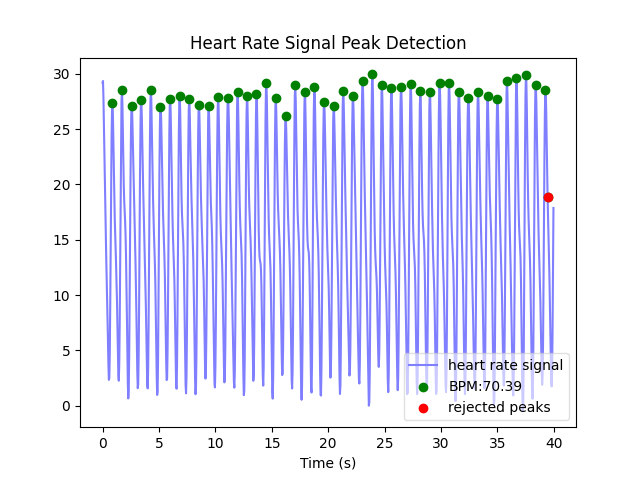 Heart Rate Signal Peak Detection
30
25
20
15
10
5
0
heart rate signal
BPM:70.39
rejected peaks
0 5 10 15 20 25 30 35 40
Time (s)